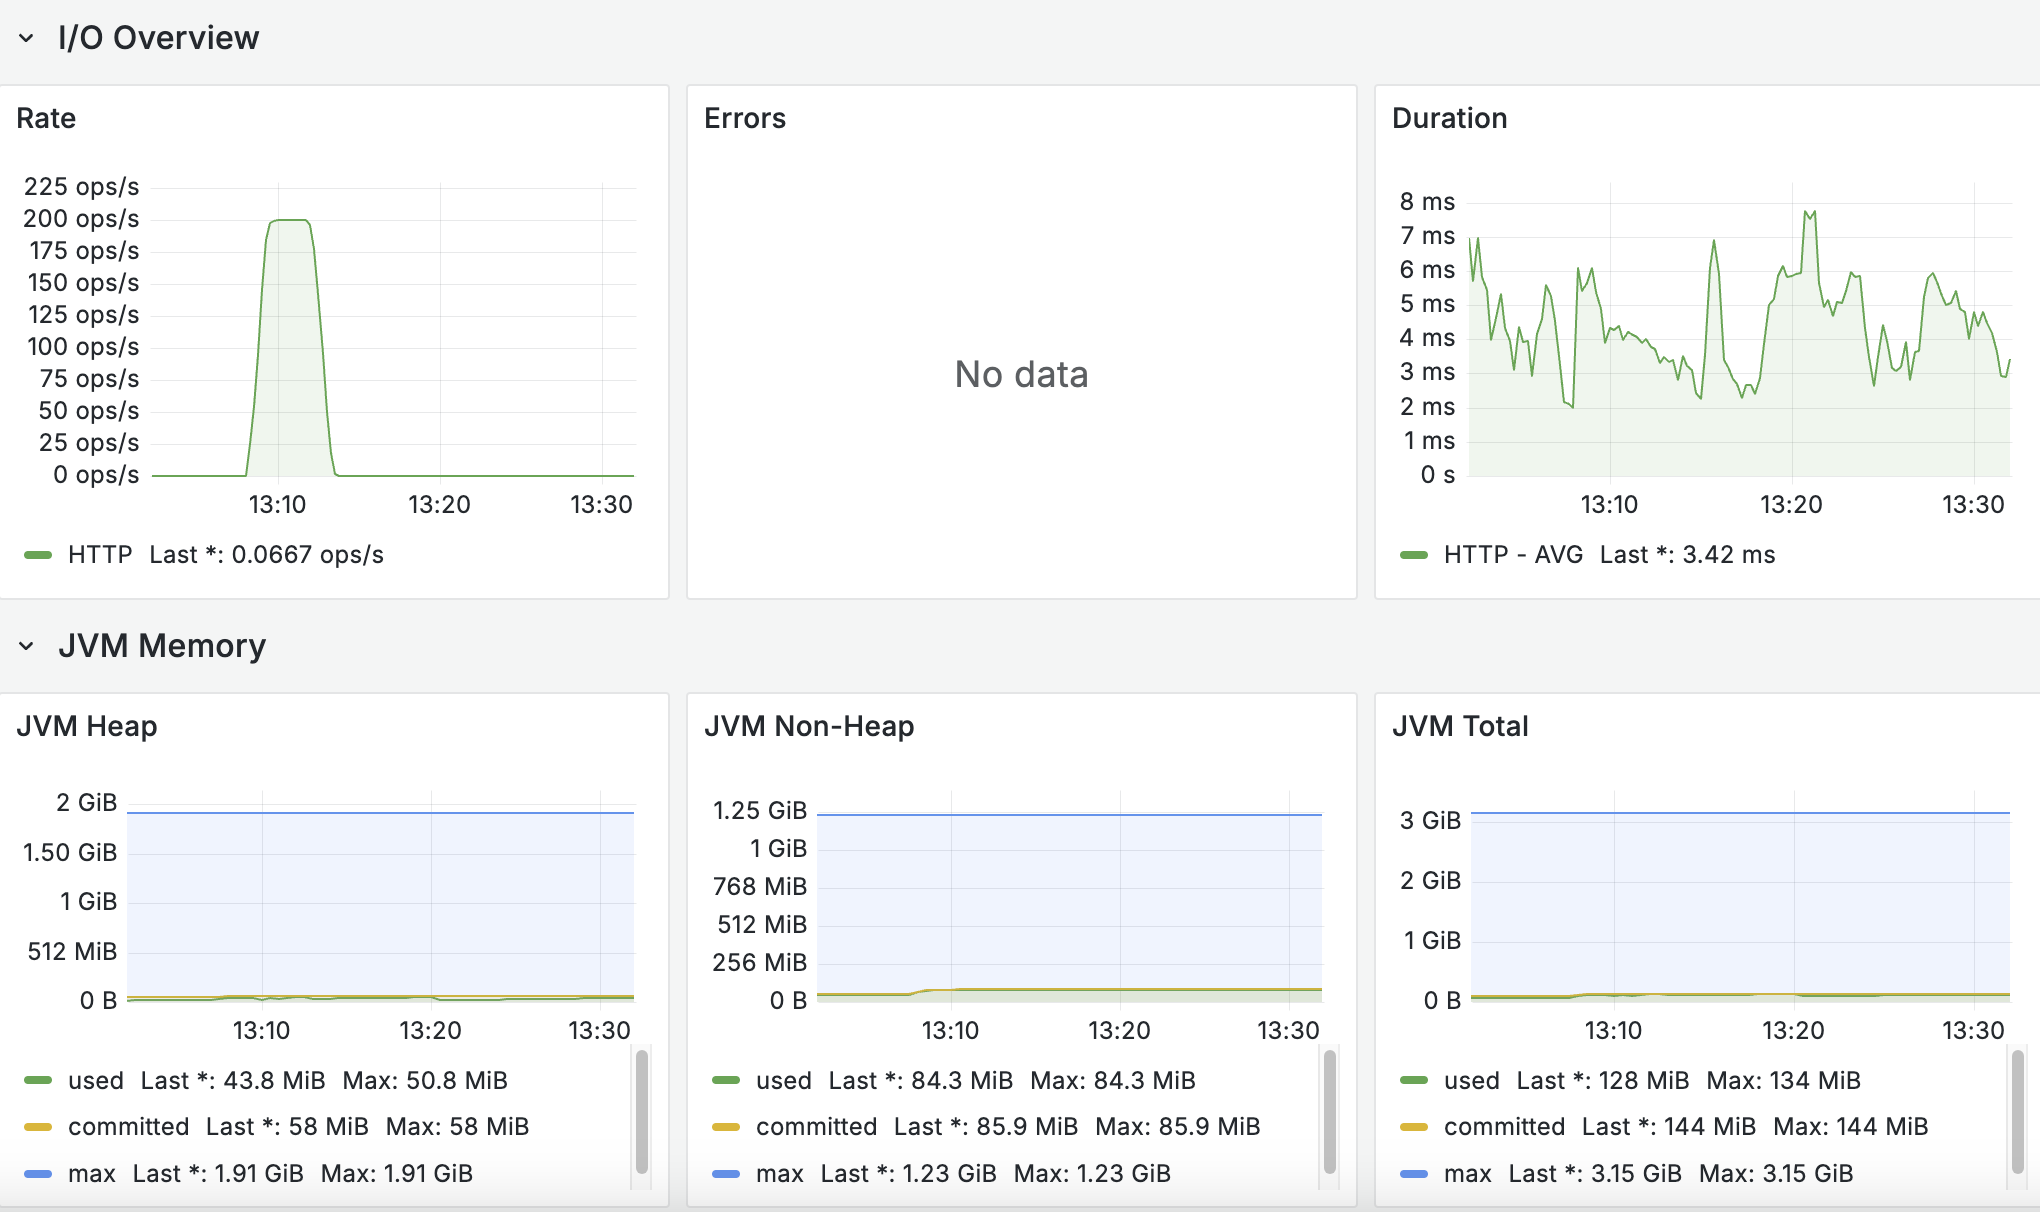 I/O Overview
Rate
225 ops/s
200 ops/s
175 ops/s
150 ops/s
125 ops/s
100 ops/s
75 ops/s
50 ops/s
25 ops/s
0 ops/s
13:10 13:20 13:30
HTTP Last *: 0.0667 ops/s
Errors
No data
Duration
8 ms
7 ms
6 ms
5 ms
4 ms
3 ms
2 ms
1 ms
0 s
13:10 13:20 13:30
HTTP - AVG Last *: 3.42 ms
JVM Memory
JVM Heap
2 GiB
1.50 GiB
1 GiB
512 MiB
0 B
13:10 13:20 13:30
used Last *: 43.8 MiB Max: 50.8 MiB
committed Last *: 58 MiB Max: 58 MiB
max Last *: 1.91 GiB Max: 1.91 GiB
JVM Non-Heap
1.25 GiB
1 GiB
768 MiB
512 MiB
256 MiB
0 B
13:10 13:20 13:30
used Last *: 84.3 MiB Max: 84.3 MiB
committed Last *: 85.9 MiB Max: 85.9 MiB
max Last *: 1.23 GiB Max: 1.23 GiB
JVM Total
3 GiB
2 GiB
1 GiB
0 B
13:10 13:20 13:30
used Last *: 128 MiB Max: 134 MiB
committed Last *: 144 MiB Max: 144 MiB
max Last *: 3.15 GiB Max: 3.15 GiB